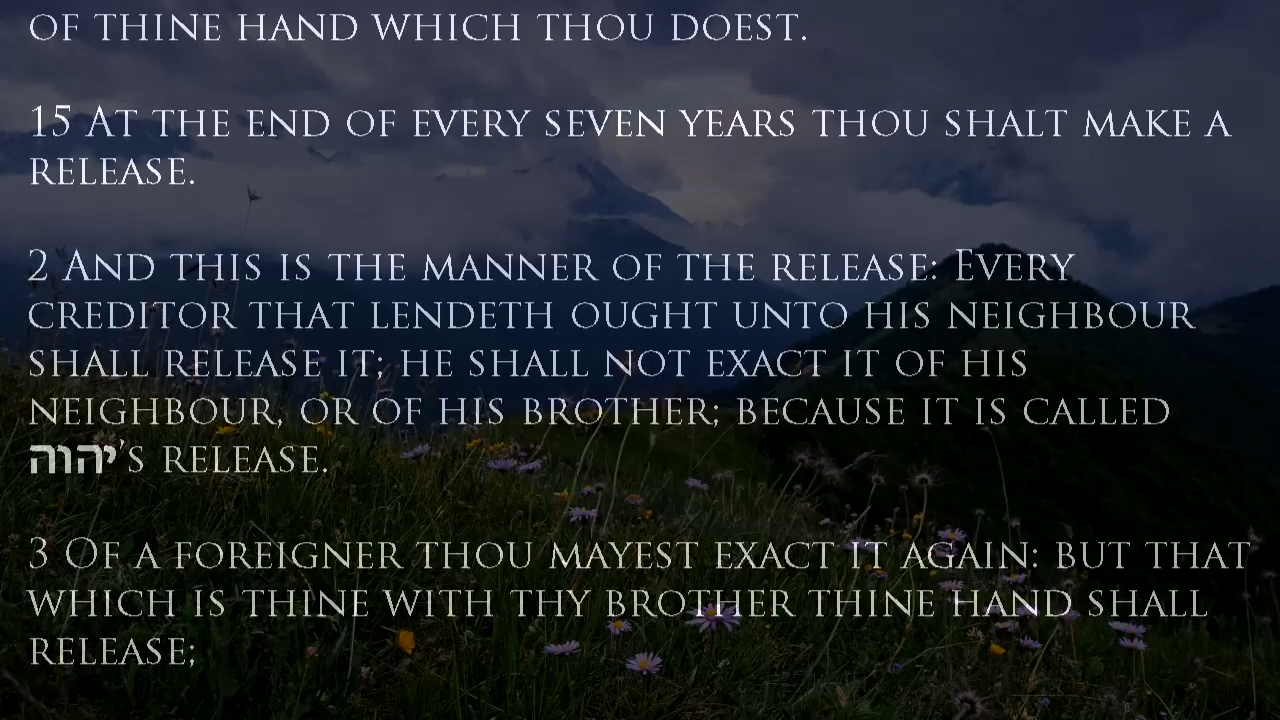 OF THINE HAND WHICH THOU DOEST.
15 AT THE END OF EVERY SEVEN YEARS THOU SHALT MAKE A
RELEASE.
2 AND THIS IS THE MANNER OF THE RELEASE: EVERY
CREDITOR THAT LENDETH OUGHT UNTO HIS NEIGHBOUR
SHALL RELEASE IT; HE SHALL NOT EXACT IT OF HIS
NEIGHBOUR, OR OF HIS BROTHER; BECAUSE IT IS CALLED
יהוה'S RELEASE.
3 OF A FOREIGNER THOU MAYEST EXACT IT AGAIN: BUT THAT
WHICH IS THINE WITH THY BROTHER THINE HAND SHALL
RELEASE;